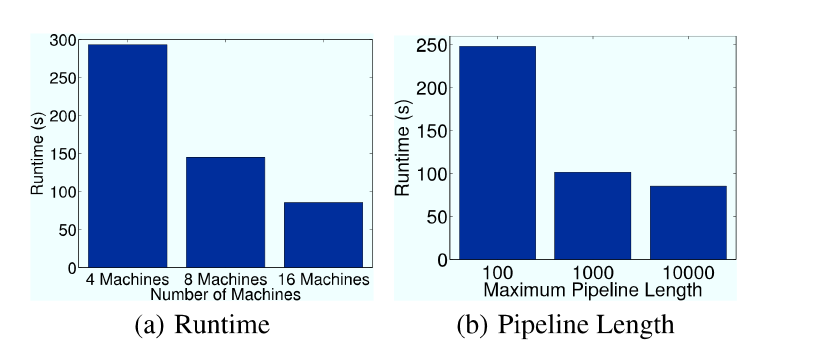 300
250
200
150
100
50
0
Runtime (s)
4 Machines 8 Machines 16 Machines
Number of Machines
(a) Runtime
250
200
150
100
50
0
Runtime (s)
100 1000 10000
Maximum Pipeline Length
(b) Pipeline Length